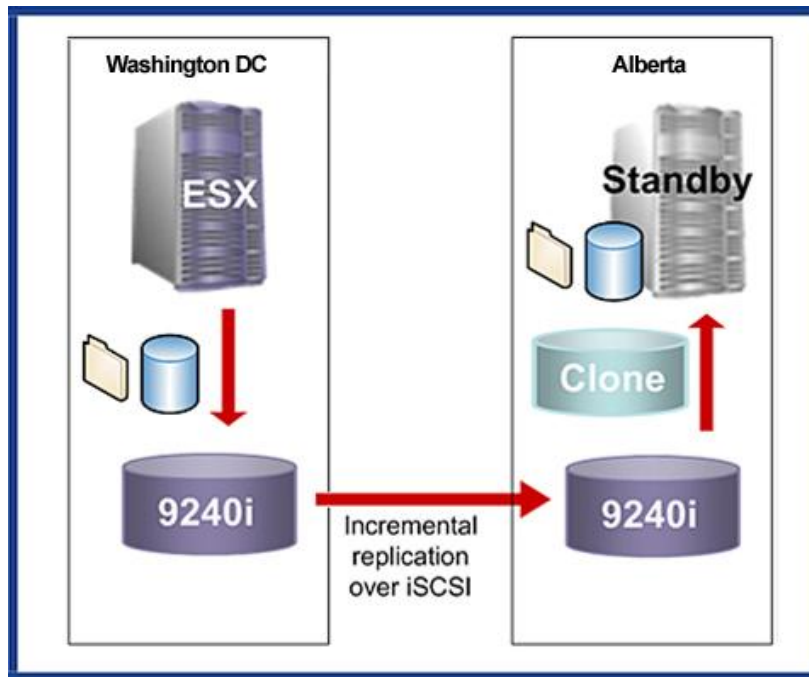 Washington DC
ESX
9240i
Incremental
replication
over iSCSI
Alberta
Standby
Clone
9240i